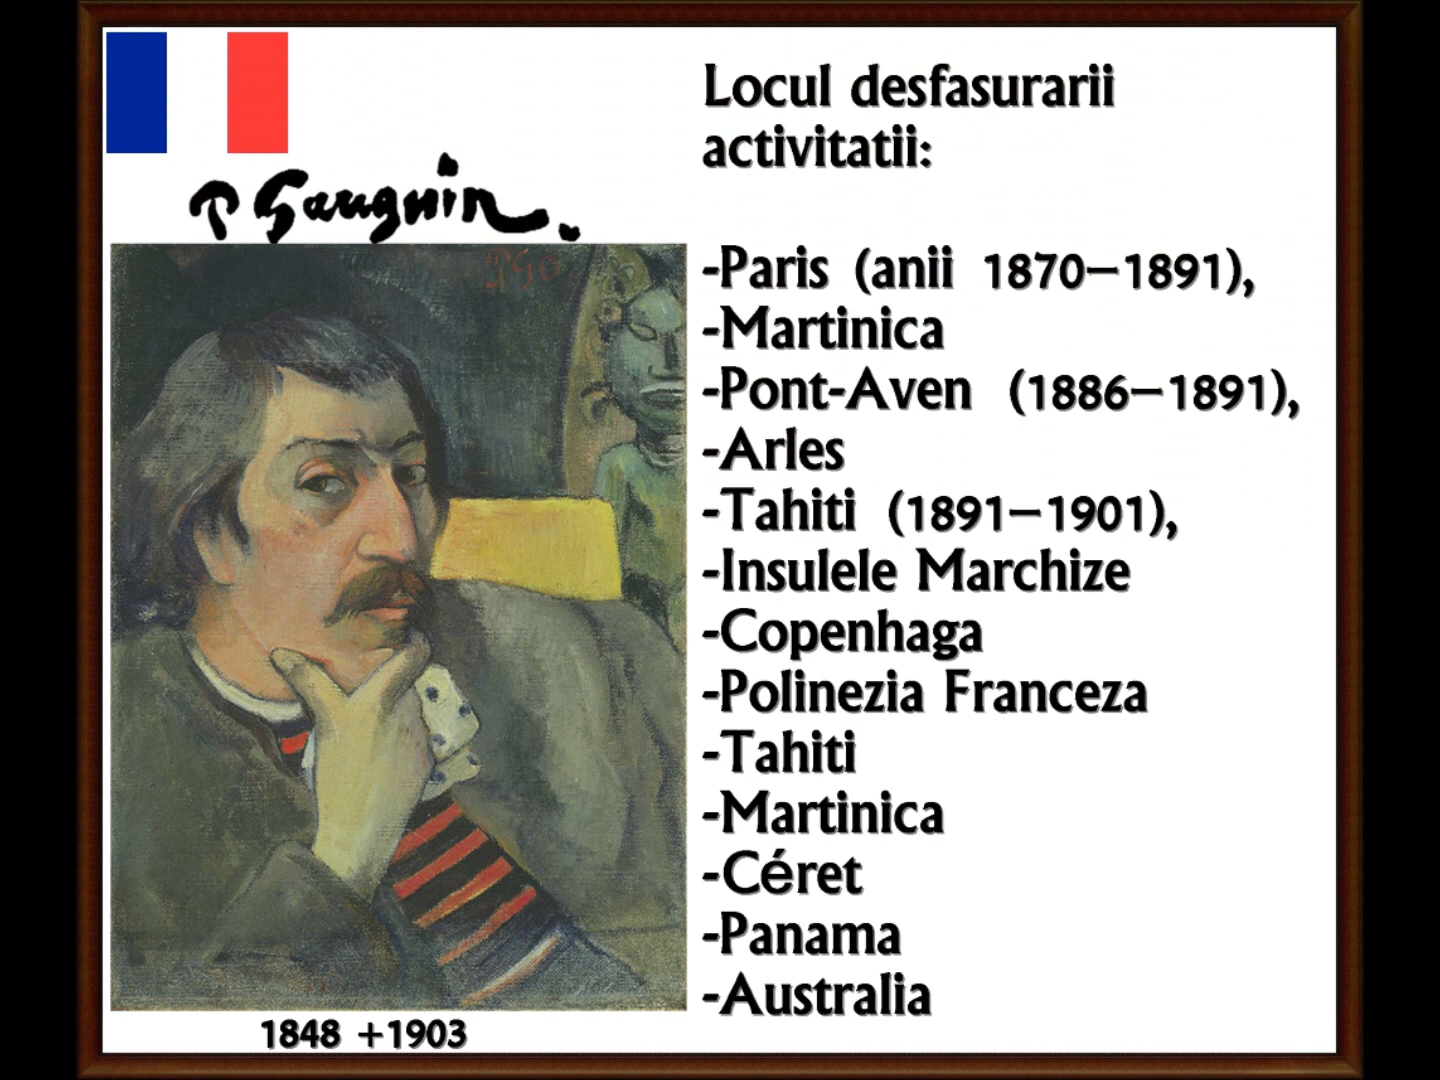 P Gauguin.
Locul desfasurarii
activitatii:
-Paris (anii 1870–1891),
-Martinica
-Pont-Aven (1886–1891),
-Arles
-Tahiti (1891–1901),
-Insulele Marchize
-Copenhaga
-Polinezia Franceza
-Tahiti
-Martinica
-Céret
-Panama
-Australia
1848 +1903